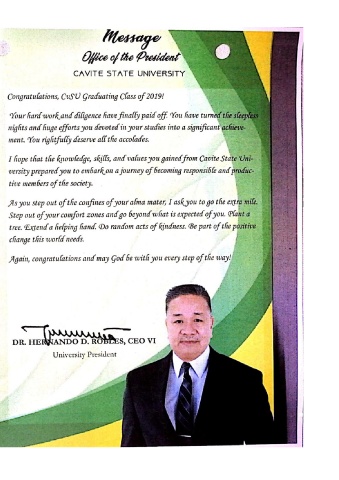 Message
Office of the President
CAVITE STATE UNIVERSITY
Congratulations, CvSU Graduating Class of 2019!
Your hard work and diligence have finally paid off. You have turned the sleepless
nights and huge efforts you devoted in your studies into a significant achieve-
ment. You rightfully deserve all the accolades.
I hope that the knowledge, skills, and values you gained from Cavite State Uni-
versity prepared you to embark on a journey of becoming responsible and produc-
tive members of the society.
As you step out of the confines of your alma mater, I ask you to go the extra mile.
Step out of your comfort zones and go beyond what is expected of you. Plant a
tree. Extend a helping hand. Do random acts of kindness. Be part of the positive
change this world needs.
Again, congratulations and may God be with you every step of the way!
DR. HERNANDO D. ROBLES, CEO VI
University President